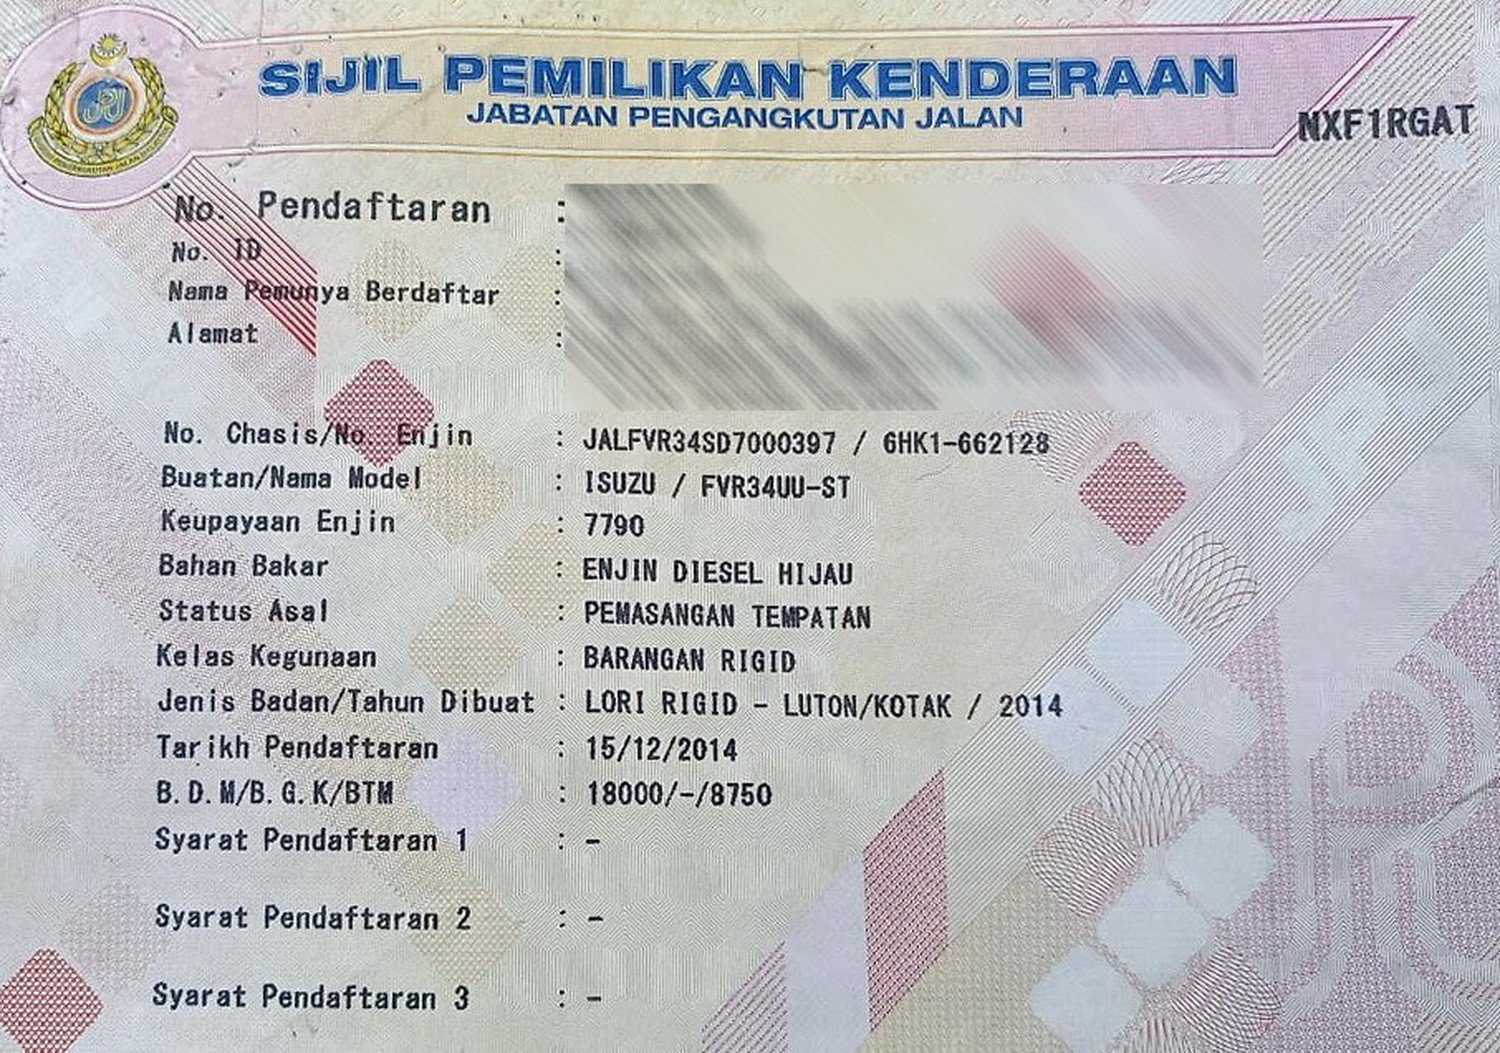 SIJIL PEMILIKAN KENDERAAN
JABATAN PENGANGKUTAN JALAN
NXF1RGAT
No. Pendaftaran :
No. ID :
Nama Pemunya Berdaftar :
Alamat :
No. Chasis/No. Enjin : JALFVR34SD7000397 / 6HK1-662128
Buatan/Nama Model : ISUZU / FVR34UU-ST
Keupayaan Enjin : 7790
Bahan Bakar : ENJIN DIESEL HIJAU
Status Asal : PEMASANGAN TEMPATAN
Kelas Kegunaan : BARANGAN RIGID
Jenis Badan/Tahun Dibuat : LORI RIGID - LUTON/KOTAK / 2014
Tarikh Pendaftaran : 15/12/2014
B.D.M/B.G.K/BTM : 18000/-/8750
Syarat Pendaftaran 1 : -
Syarat Pendaftaran 2 : -
Syarat Pendaftaran 3 : -